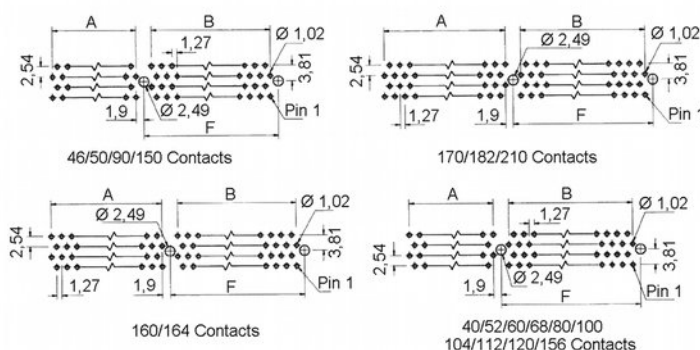 A B Ø 1,02
1,27
2,54 3,81
Pin 1
Ø 2.49
1,9
F
46/50/90/150 Contacts
A B Ø 1,02
Ø 2.49
2,54 3,81
1,27 1.9 Pin 1
F
170/182/210 Contacts
A B
Ø 2.49 Ø 1,02
2,54 3,81
1,27 1.9 F Pin 1
160/164 Contacts
A B
1,27 Ø 1,02
2,54 3,81
1.9 Ø 2.49 Pin 1
F
40/52/60/68/80/100
104/112/120/156 Contacts